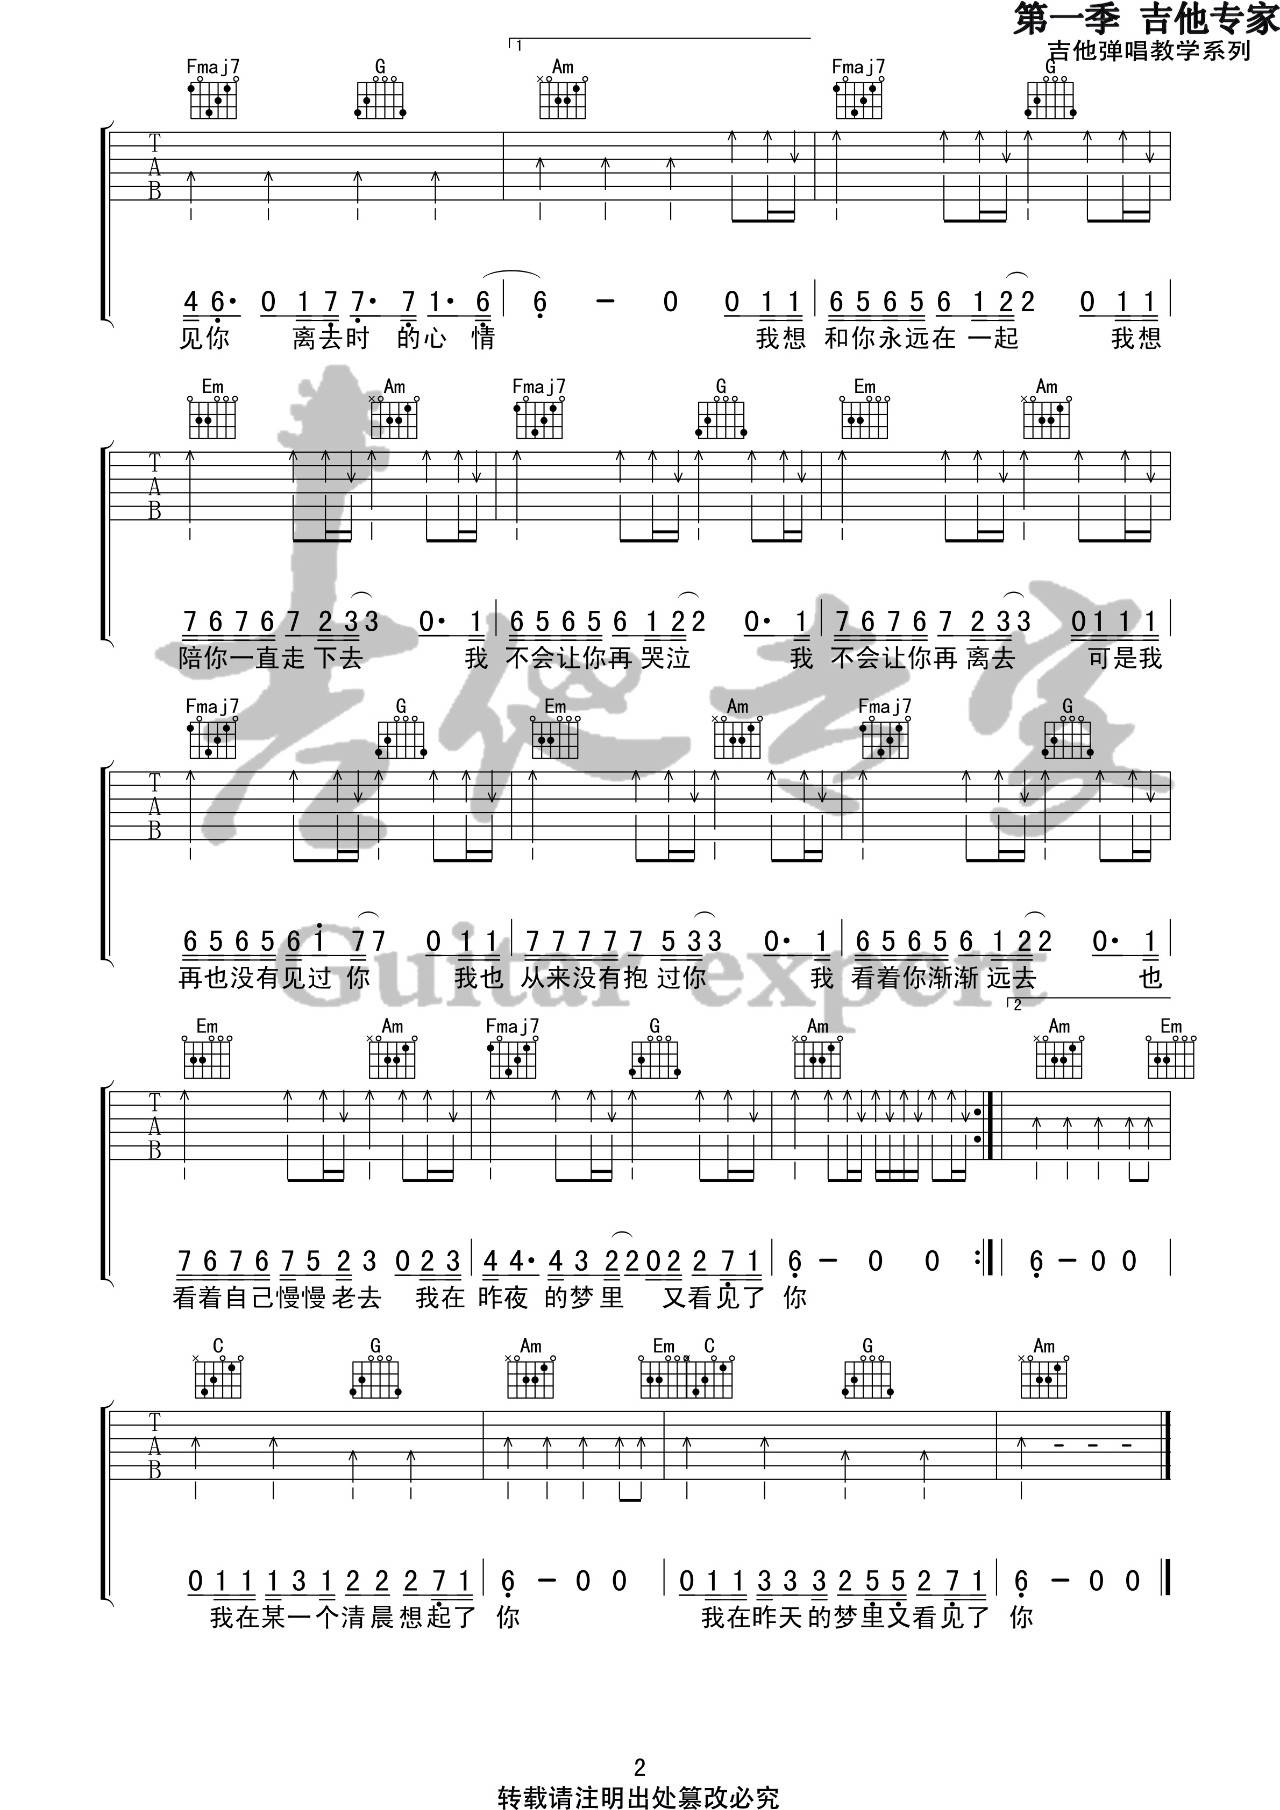 第一季 吉他专家
吉他弹唱教学系列
1
Fmaj7 G Am Fmaj7 G
T
A
B
4 6· 0 1 7 7· 7 1· 6 | 6 - 0 0 1 1 | 6 5 6 5 6 1 2 2 0 1 1
见你 离去时 的心 情 我想 和你永远在 一起 我想
Em Am Fmaj7 G Em Am
T
A
B
7 6 7 6 7 2 3 3 0· 1 | 6 5 6 5 6 1 2 2 0· 1 | 7 6 7 6 7 2 3 3 0 1 1 1
陪你一直走 下去 我 不会让你再 哭泣 我 不会让你再 离去 可是我
Fmaj7 G Em Am Fmaj7 G
T
A
B
6 5 6 5 6 1 7 7 0 1 1 | 7 7 7 7 7 5 3 3 0· 1 | 6 5 6 5 6 1 2 2 0· 1
再也没有见过 你 我也 从来没有抱 过你 我 看着你渐渐 远去 也
吉他专家
Guitar expert
2
Em Am Fmaj7 G Am Am Em
T
A
B
7 6 7 6 7 5 2 3 0 2 3 | 4 4· 4 3 2 2 0 2 2 7 1 | 6 - 0 0 :| 6 - 0 0 |
看着自己慢慢 老去 我在 昨夜 的梦里 又看见了 你
C G Am Em C G Am
T
A
B
0 1 1 1 3 1 2 2 2 7 1 | 6 - 0 0 | 0 1 1 3 3 3 2 5 5 2 7 1 | 6 - 0 0
我在某一个清晨想起了 你 我在昨天的梦里又看见了 你
2
转载请注明出处篡改必究